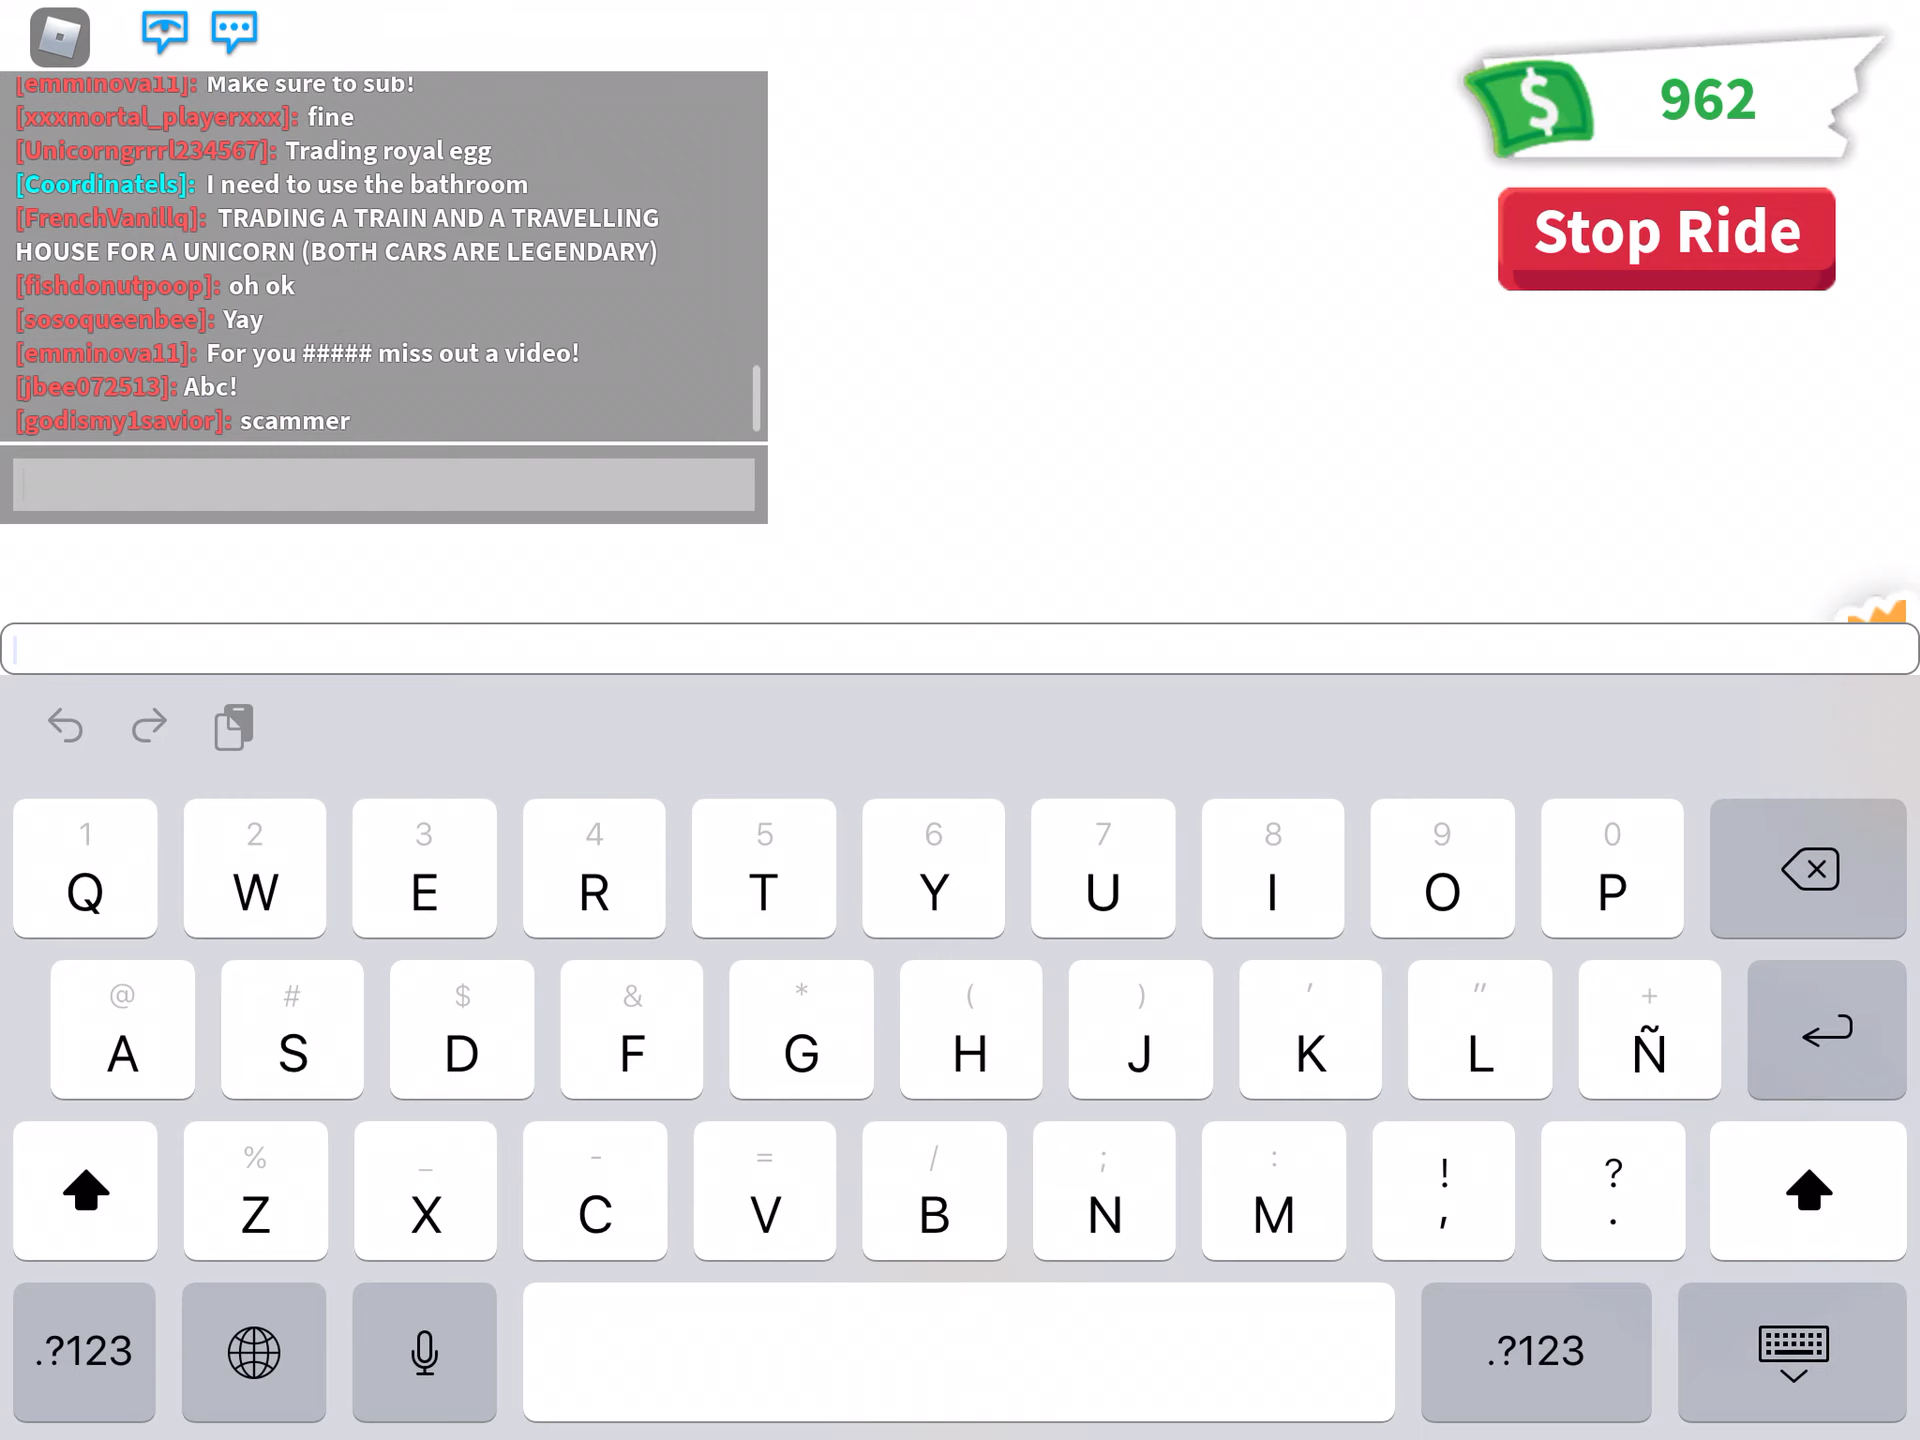 [emminova11]: Make sure to sub!
[xxxmortal_playerxxx]: fine
[Unicorngrrrl234567]: Trading royal egg
[Coordinatels]: I need to use the bathroom
[FrenchVanillq]: TRADING A TRAIN AND A TRAVELLING
HOUSE FOR A UNICORN (BOTH CARS ARE LEGENDARY)
[fishdonutpoop]: oh ok
[sosoqueenbee]: Yay
[emminova11]: For you ##### miss out a video!
[jbee072513]: Abc!
[godismy1savior]: scammer
$ 962
Stop Ride
1 2 3 4 5 6 7 8 9 0
Q W E R T Y U I O P
@ # $ & * ( ) ' " +
A S D F G H J K L Ñ
% _ - = / ; : ! ?
Z X C V B N M , .
.?123 .?123